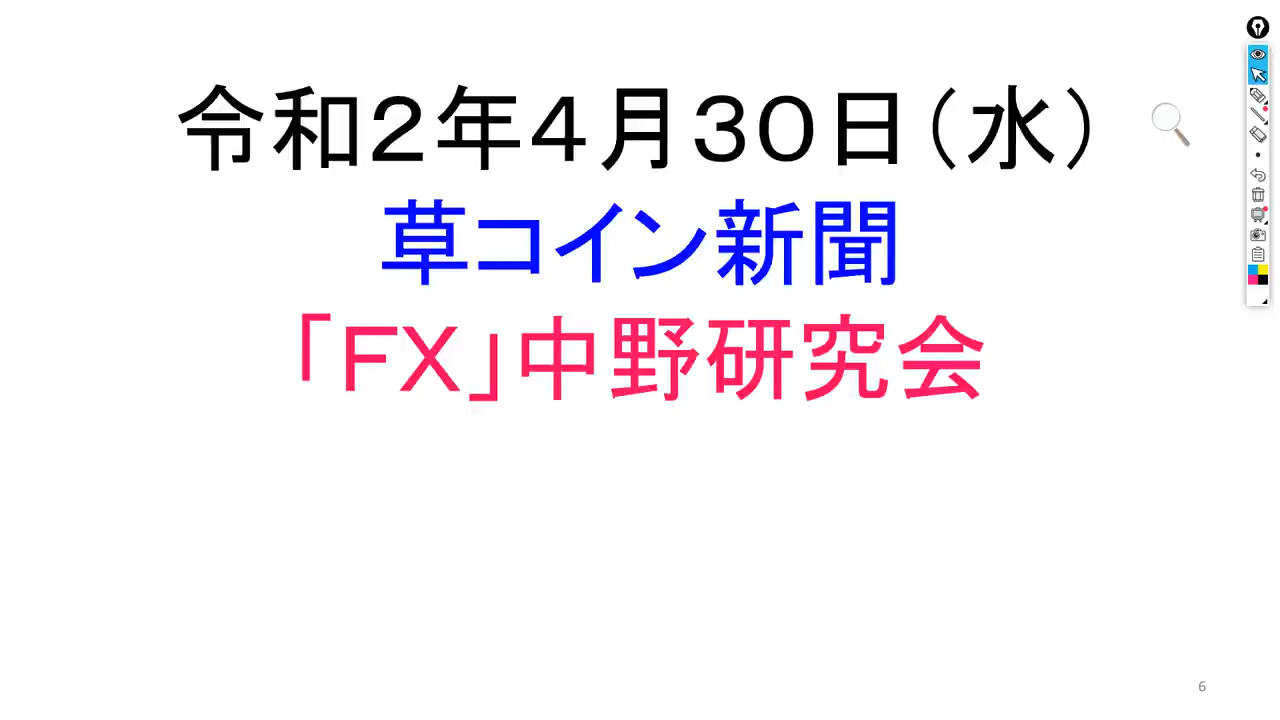 令和２年４月３０日（水）
草コイン新聞
「ＦＸ」中野研究会
6